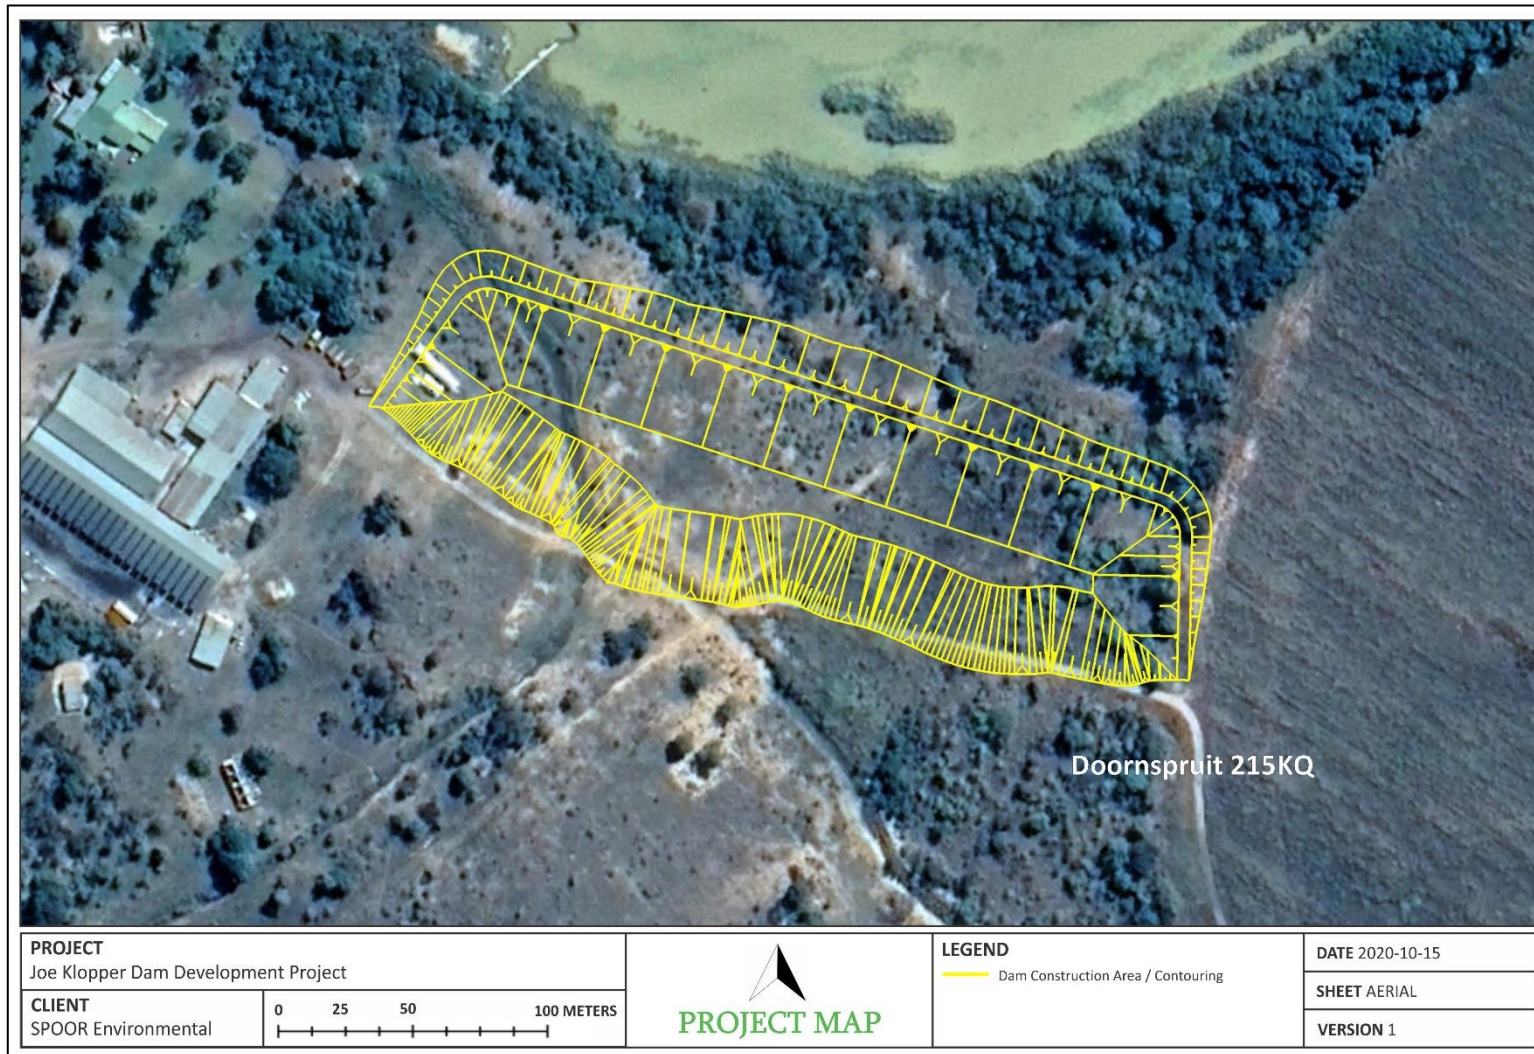 Doornspruit 215KQ
PROJECT
Joe Klopper Dam Development Project
CLIENT
SPOOR Environmental
0 25 50 100 METERS
PROJECT MAP
LEGEND
Dam Construction Area / Contouring
DATE 2020-10-15
SHEET AERIAL
VERSION 1